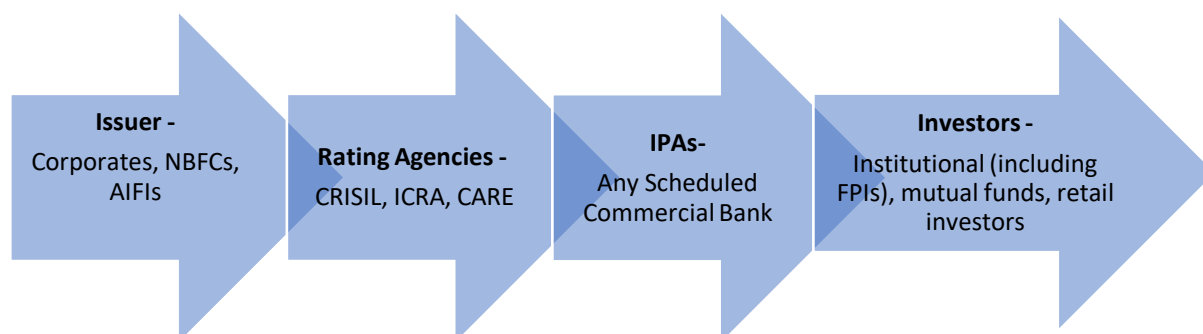 Issuer -
Corporates, NBFCs,
AIFIs
Rating Agencies -
CRISIL, ICRA, CARE
IPAs-
Any Scheduled
Commercial Bank
Investors -
Institutional (including
FPIs), mutual funds, retail
investors